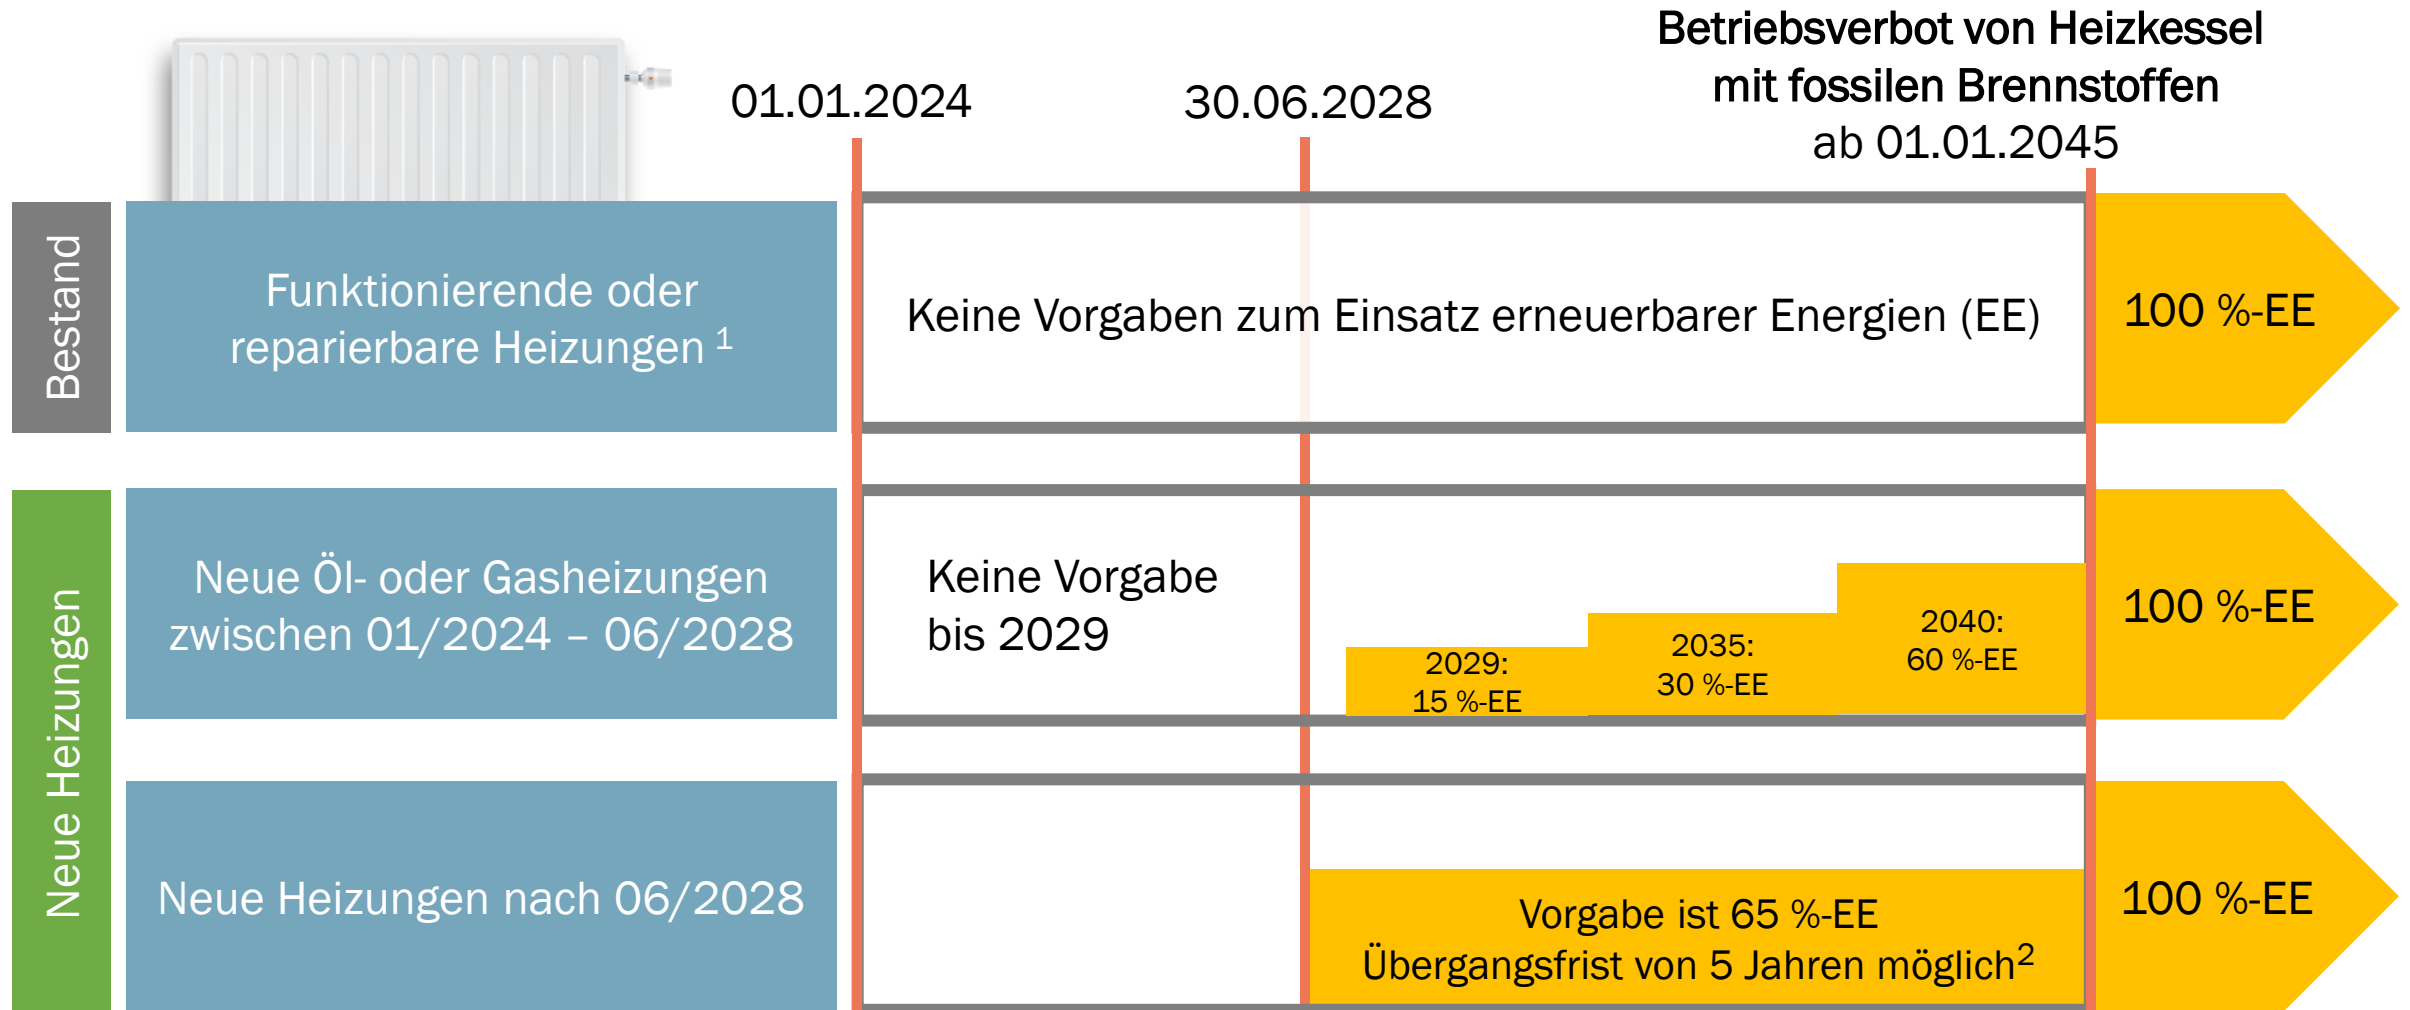 Betriebsverbot von Heizkessel
mit fossilen Brennstoffen
ab 01.01.2045
01.01.2024
30.06.2028
Bestand
Funktionierende oder
reparierbare Heizungen ¹
Keine Vorgaben zum Einsatz erneuerbarer Energien (EE)
100 %-EE
Neue Heizungen
Neue Öl- oder Gasheizungen
zwischen 01/2024 – 06/2028
Keine Vorgabe
bis 2029
2029:
15 %-EE
2035:
30 %-EE
2040:
60 %-EE
100 %-EE
Neue Heizungen nach 06/2028
Vorgabe ist 65 %-EE
Übergangsfrist von 5 Jahren möglich²
100 %-EE